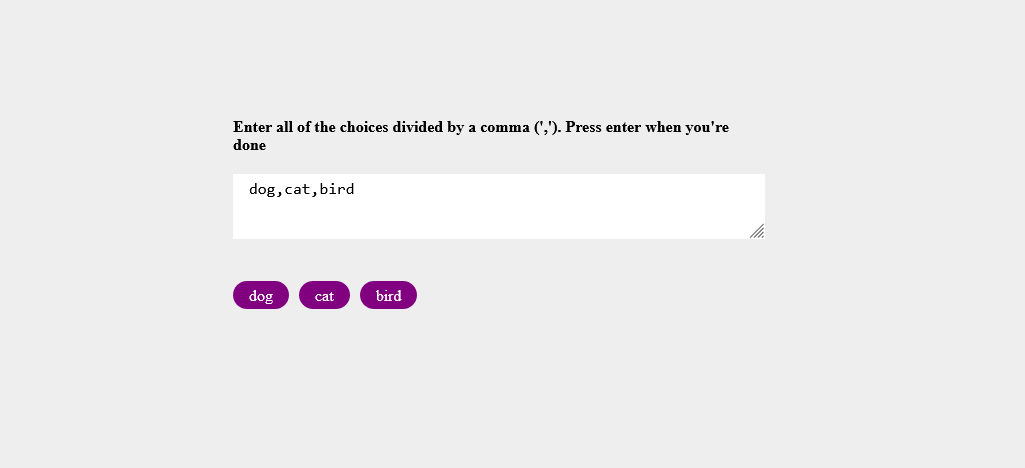 Enter all of the choices divided by a comma (','). Press enter when you're
done
dog,cat,bird
dog cat bird